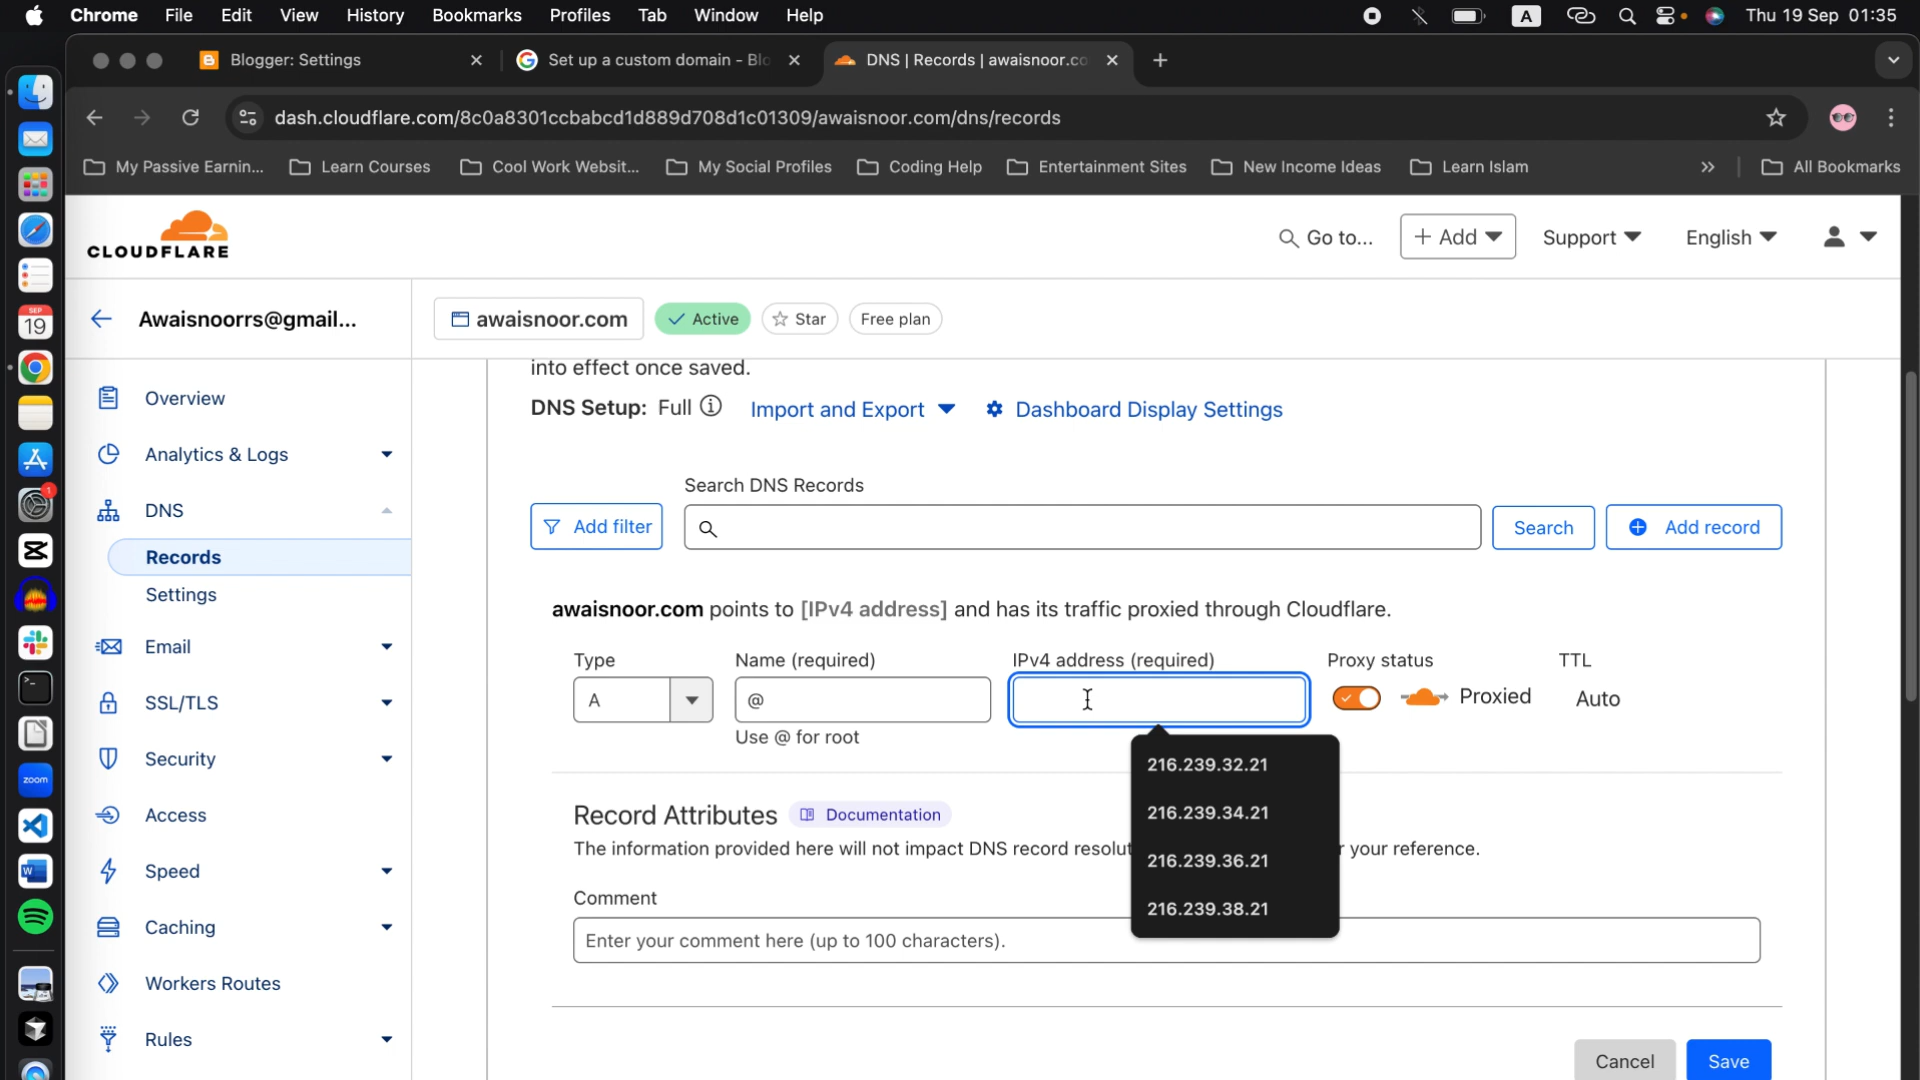 Chrome File Edit View History Bookmarks Profiles Tab Window Help A Thu 19 Sep 01:35
Blogger: Settings Set up a custom domain - Blo DNS | Records | awaisnoor.co
dash.cloudflare.com/8c0a8301ccbabcd1d889d708d1c01309/awaisnoor.com/dns/records
My Passive Earnin... Learn Courses Cool Work Websit... My Social Profiles Coding Help Entertainment Sites New Income Ideas Learn Islam » All Bookmarks
CLOUDFLARE Go to... + Add Support English
Awaisnoorrs@gmail... awaisnoor.com Active Star Free plan
into effect once saved.
DNS Setup: Full Import and Export Dashboard Display Settings
Search DNS Records
Add filter Search Add record
awaisnoor.com points to [IPv4 address] and has its traffic proxied through Cloudflare.
Type Name (required) IPv4 address (required) Proxy status TTL
A @ Proxied Auto
Use @ for root
216.239.32.21
216.239.34.21
216.239.36.21
216.239.38.21
Record Attributes Documentation
The information provided here will not impact DNS record resolut r your reference.
Comment
Enter your comment here (up to 100 characters).
Cancel Save
Overview
Analytics & Logs
DNS
Records
Settings
Email
SSL/TLS
Security
Access
Speed
Caching
Workers Routes
Rules
SEP
19
1
zoom